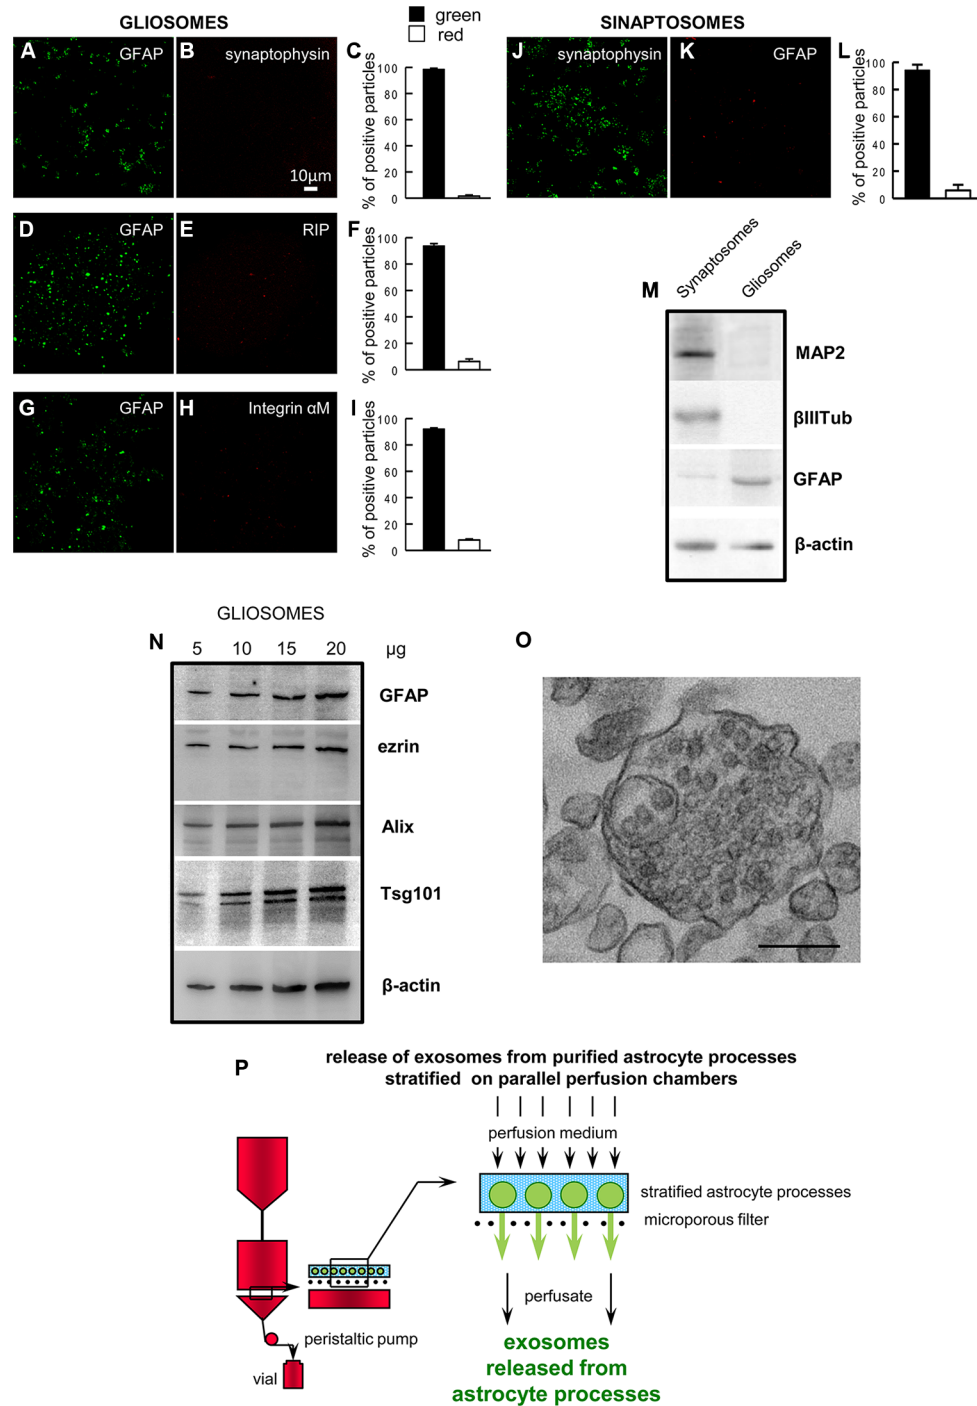 GLIOSOMES
green
red
SINAPTOSOMES
A
GFAP
B
synaptophysin
10μm
C
% of positive particles
100
80
60
40
20
0
J
synaptophysin
K
GFAP
L
% of positive particles
100
80
60
40
20
0
D
GFAP
E
RIP
F
% of positive particles
100
80
60
40
20
0
G
GFAP
H
Integrin αM
I
% of positive particles
100
80
60
40
20
0
M
Synaptosomes
Gliosomes
MAP2
βIIITub
GFAP
β-actin
GLIOSOMES
N
5 10 15 20 μg
GFAP
ezrin
Alix
Tsg101
β-actin
O
P
release of exosomes from purified astrocyte processes
stratified on parallel perfusion chambers
perfusion medium
stratified astrocyte processes
microporous filter
perfusate
peristaltic pump
vial
exosomes
released from
astrocyte processes